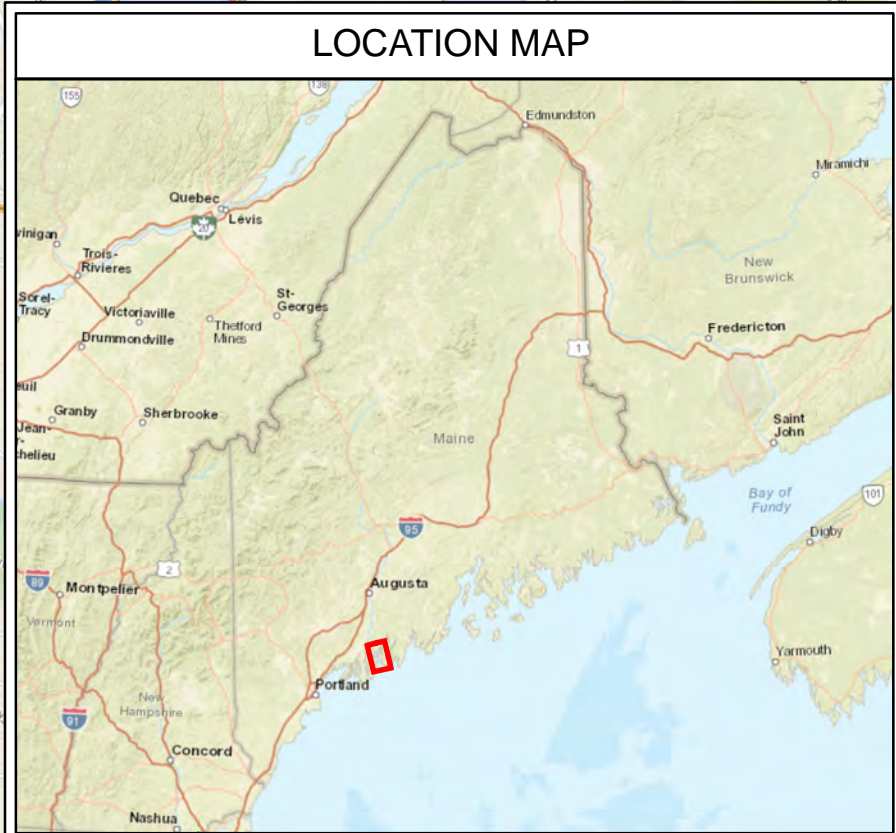 LOCATION MAP
155
138
Edmundston
Miramichi
Quebec
Lévis
20
vinigan
Trois-
Rivieres
New
Brunswick
Sorel-
Tracy
Victoriaville
St-
Georges
Thetford
Mines
Drummondville
Fredericton
1
euil
Granby
Sherbrooke
Saint
John
Jean-
r-
chelieu
Maine
Bay of
Fundy
101
95
Digby
2
89
Montpelier
Augusta
Vermont
Yarmouth
Portland
New
Hampshire
91
Concord
Nashua